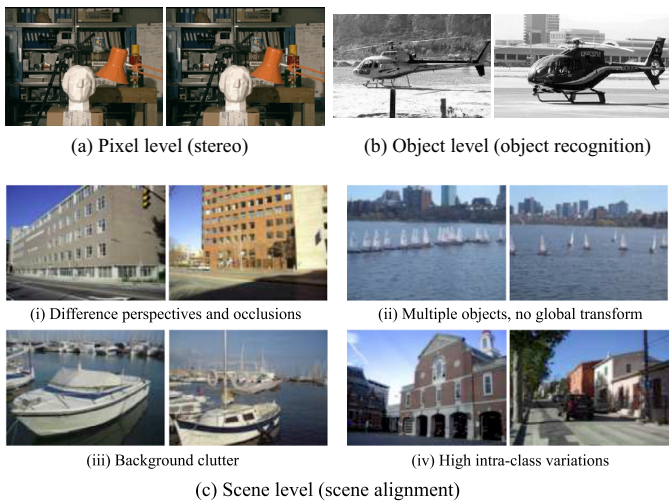 (a) Pixel level (stereo)
(b) Object level (object recognition)
(i) Difference perspectives and occlusions
(ii) Multiple objects, no global transform
(iii) Background clutter
(iv) High intra-class variations
(c) Scene level (scene alignment)